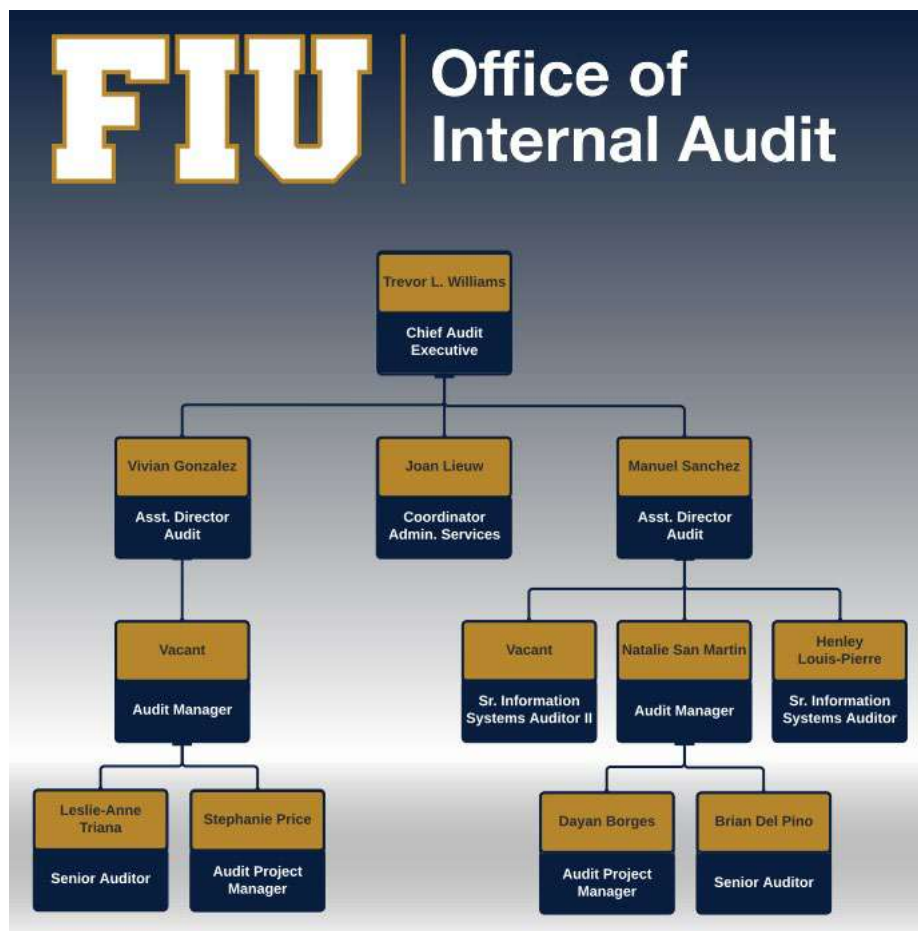 FIU
Office of
Internal Audit
Trevor L. Williams
Chief Audit
Executive
Vivian Gonzalez
Asst. Director
Audit
Joan Lieuw
Coordinator
Admin. Services
Manuel Sanchez
Asst. Director
Audit
Vacant
Audit Manager
Vacant
Sr. Information
Systems Auditor II
Natalie San Martin
Audit Manager
Henley
Louis-Pierre
Sr. Information
Systems Auditor
Leslie-Anne
Triana
Senior Auditor
Stephanie Price
Audit Project
Manager
Dayan Borges
Audit Project
Manager
Brian Del Pino
Senior Auditor